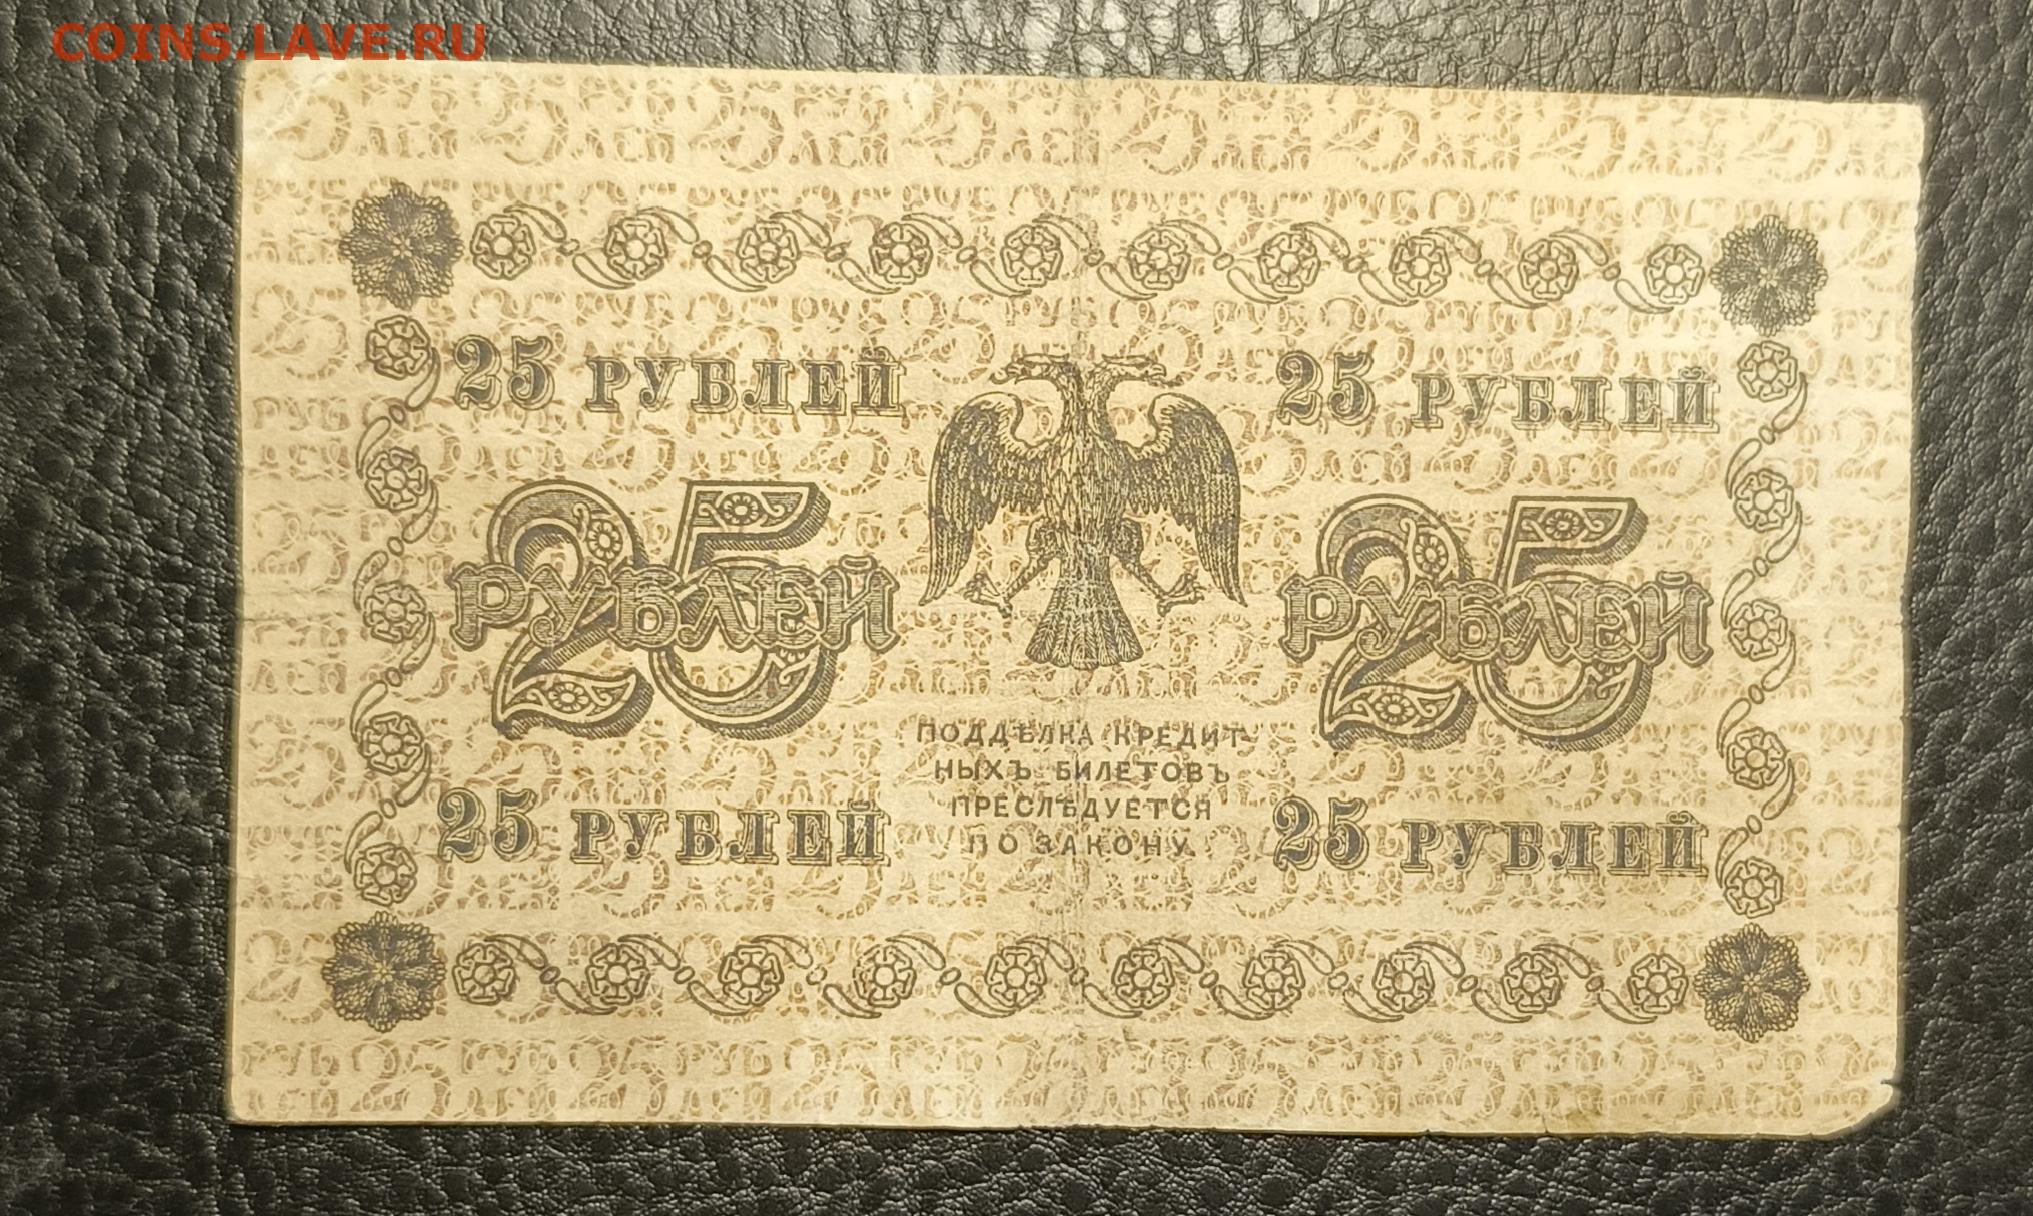 COINS.LAVE.RU
25 РУБЛЕЙ
25 РУБЛЕЙ
25 РУБЛЕЙ
25 РУБЛЕЙ
ПОДДѢЛКА КРЕДИТ-
НЫХЪ БИЛЕТОВЪ
ПРЕСЛѢДУЕТСЯ
ПО ЗАКОНУ.
25 РУБЛЕЙ
25 РУБЛЕЙ